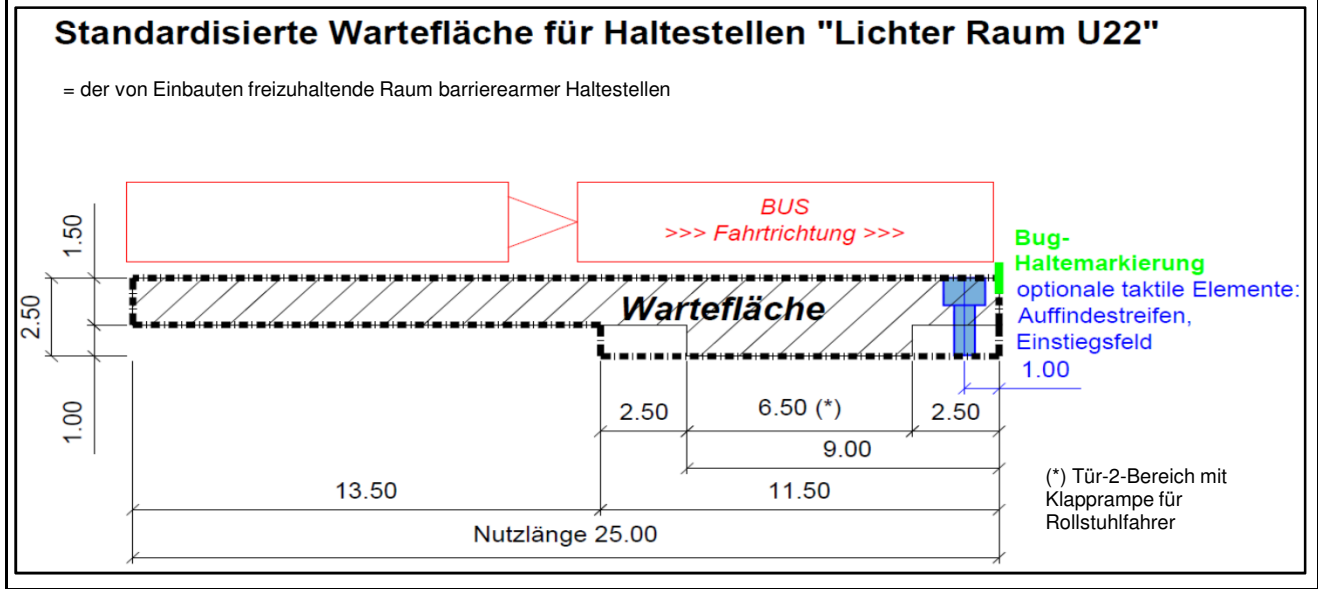 Standardisierte Wartefläche für Haltestellen "Lichter Raum U22"
= der von Einbauten freizuhaltende Raum barrierearmer Haltestellen
BUS
>>> Fahrtrichtung >>>
Bug-
Haltemarkierung
optionale taktile Elemente:
Auffindestreifen,
Einstiegsfeld
1.00
Wartefläche
1.50
2.50
1.00
2.50
6.50 (*)
2.50
9.00
13.50
11.50
Nutzlänge 25.00
(*) Tür-2-Bereich mit
Klapprampe für
Rollstuhlfahrer